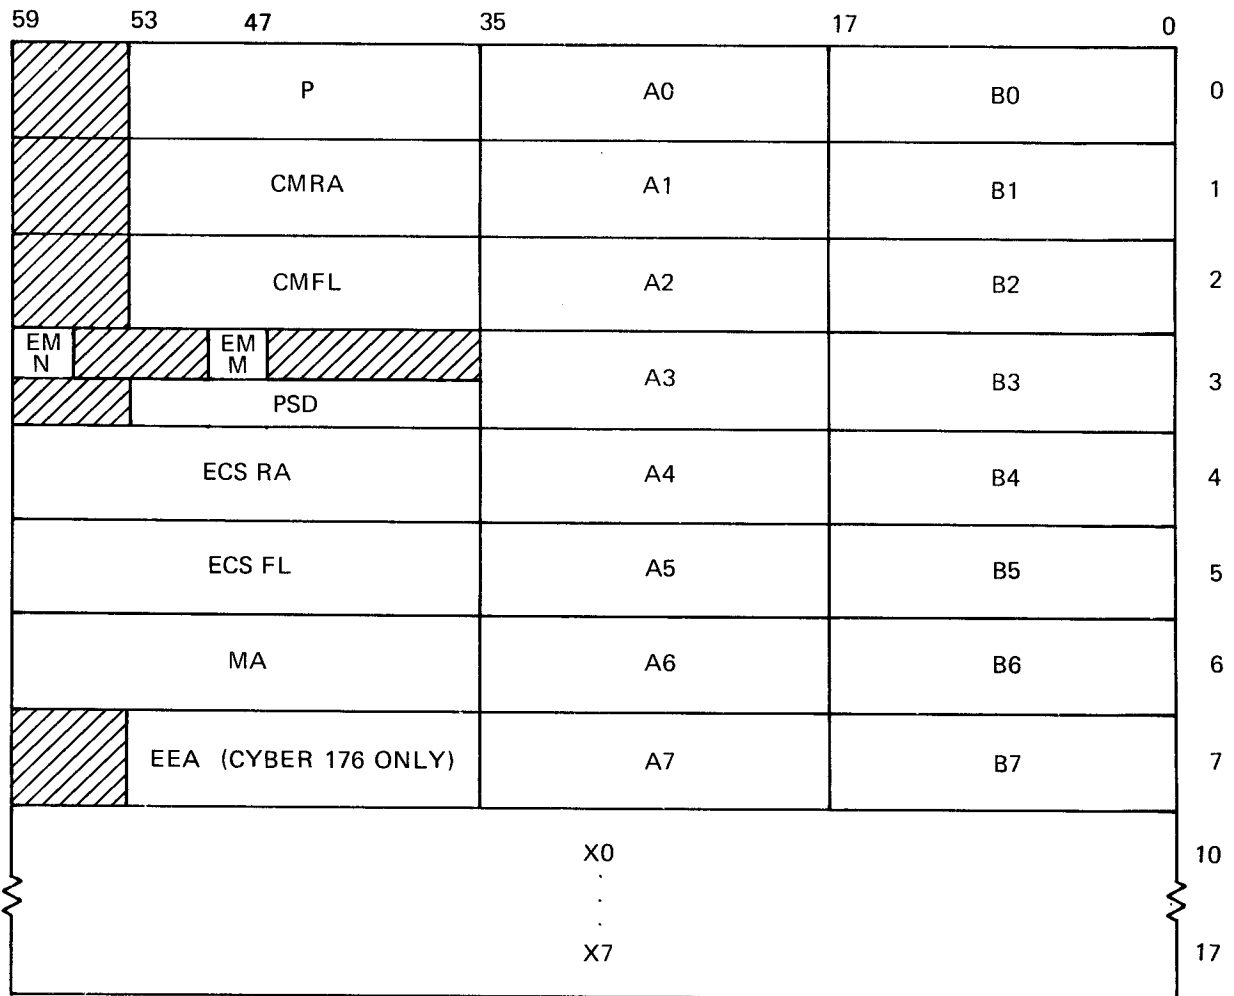 59 53 47 35 17 0
P A0 B0 0
CMRA A1 B1 1
CMFL A2 B2 2
EM N EM M A3 B3 3
PSD
ECS RA A4 B4 4
ECS FL A5 B5 5
MA A6 B6 6
EEA (CYBER 176 ONLY) A7 B7 7
X0 10
X7 17